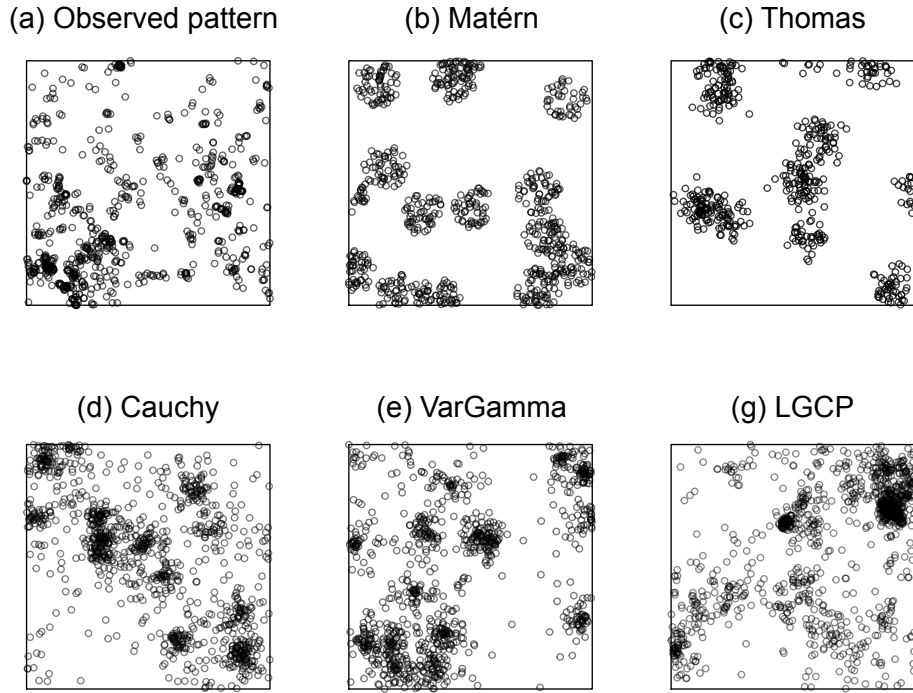 (a) Observed pattern
(b) Matérn
(c) Thomas
(d) Cauchy
(e) VarGamma
(g) LGCP